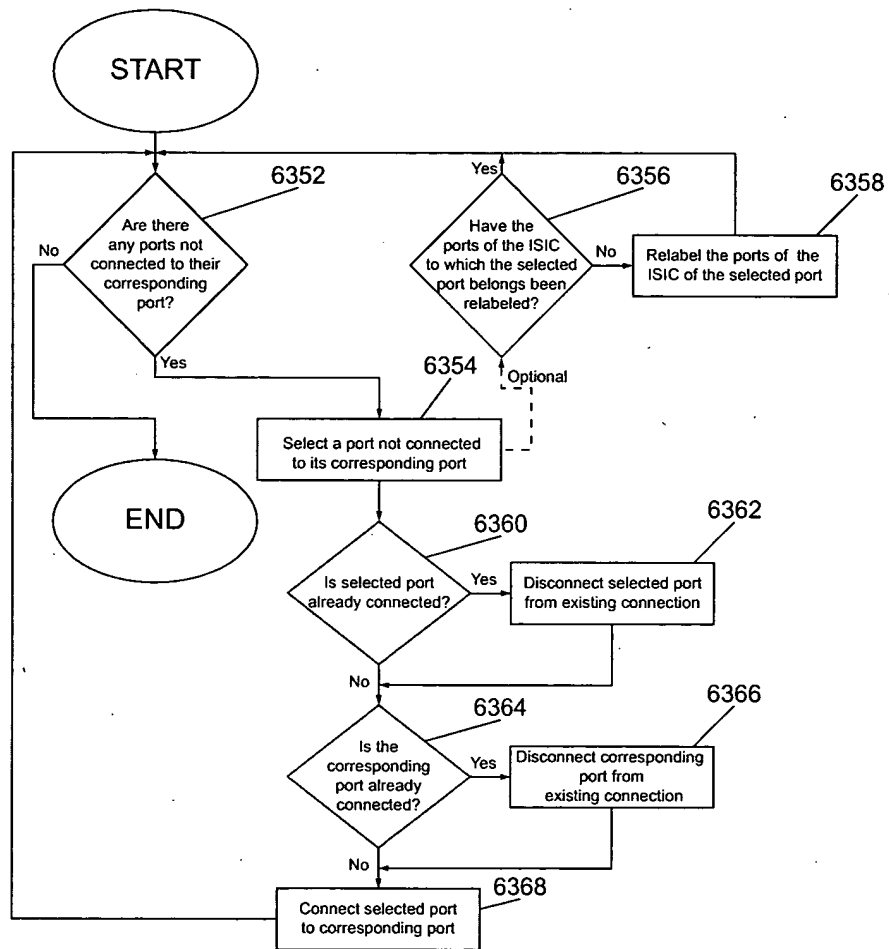 START
6352
6356
6358
Are there
any ports not
connected to their
corresponding
port?
No
Yes
Yes
Have the
ports of the ISIC
to which the selected
port belongs been
relabeled?
No
Relabel the ports of the
ISIC of the selected port
6354
Optional
Select a port not connected
to its corresponding port
END
6360
6362
Is selected port
already connected?
Yes
Disconnect selected port
from existing connection
No
6364
6366
Is the
corresponding
port already
connected?
Yes
Disconnect corresponding
port from
existing connection
No
6368
Connect selected port
to corresponding port